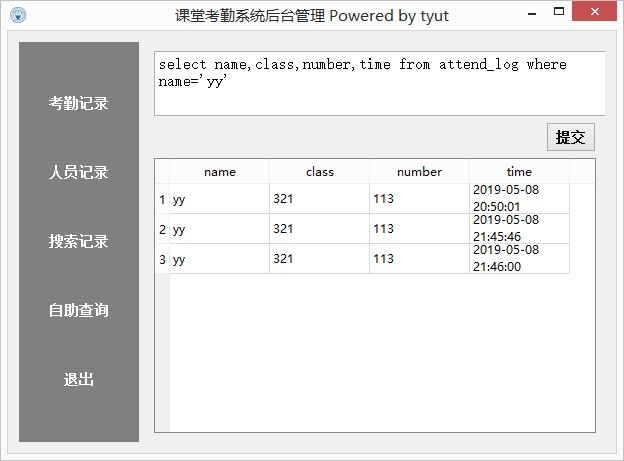 课堂考勤系统后台管理 Powered by tyut
考勤记录
人员记录
搜索记录
自助查询
退出
select name,class,number,time from attend_log where
name='yy'
提交
name class number time
1 yy 321 113 2019-05-08
20:50:01
2 yy 321 113 2019-05-08
21:45:46
3 yy 321 113 2019-05-08
21:46:00